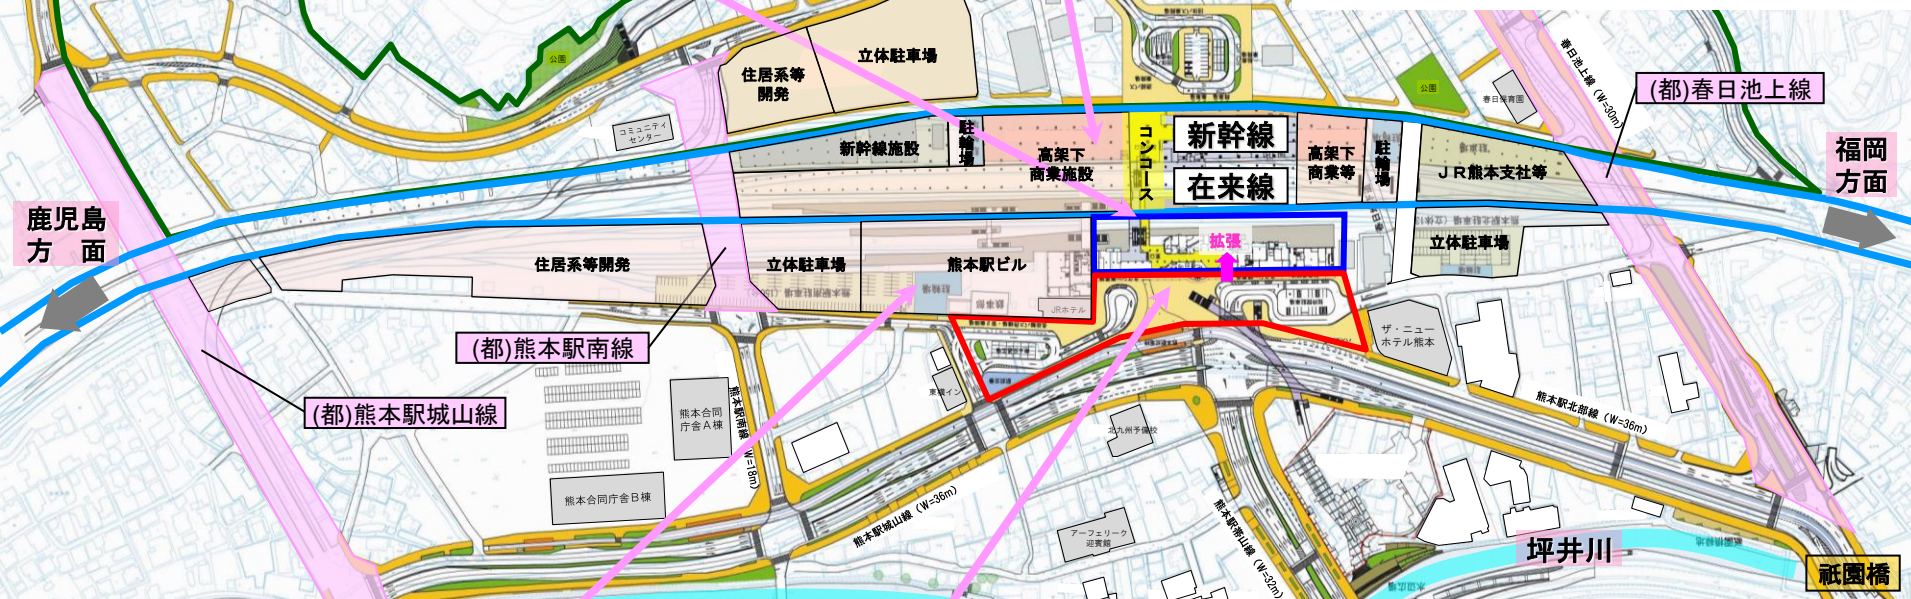 公園
立体駐車場
住居系等
開発
春日池上線（W=30m）
(都)春日池上線
公園
春日保育園
コミュニティ
センター
新幹線施設
駐輪場
高架下
商業施設
コンコース
新幹線
在来線
高架下
商業等
駐輪場
ＪＲ熊本支社等
福岡
方面
鹿児島
方　面
住居系等開発
立体駐車場
熊本駅ビル
拡張
立体駐車場
JRホテル
ザ・ニュー
ホテル熊本
(都)熊本駅南線
(都)熊本駅城山線
東横イン
熊本合同
庁舎Ａ棟
熊本駅南線（W=18m）
熊本合同庁舎Ｂ棟
北九州予備校
熊本駅北部線（W=36m）
熊本駅城山線（W=36m）
熊本駅帯山線（W=32m）
アーフェリーク
迎賓館
坪井川
祗園橋